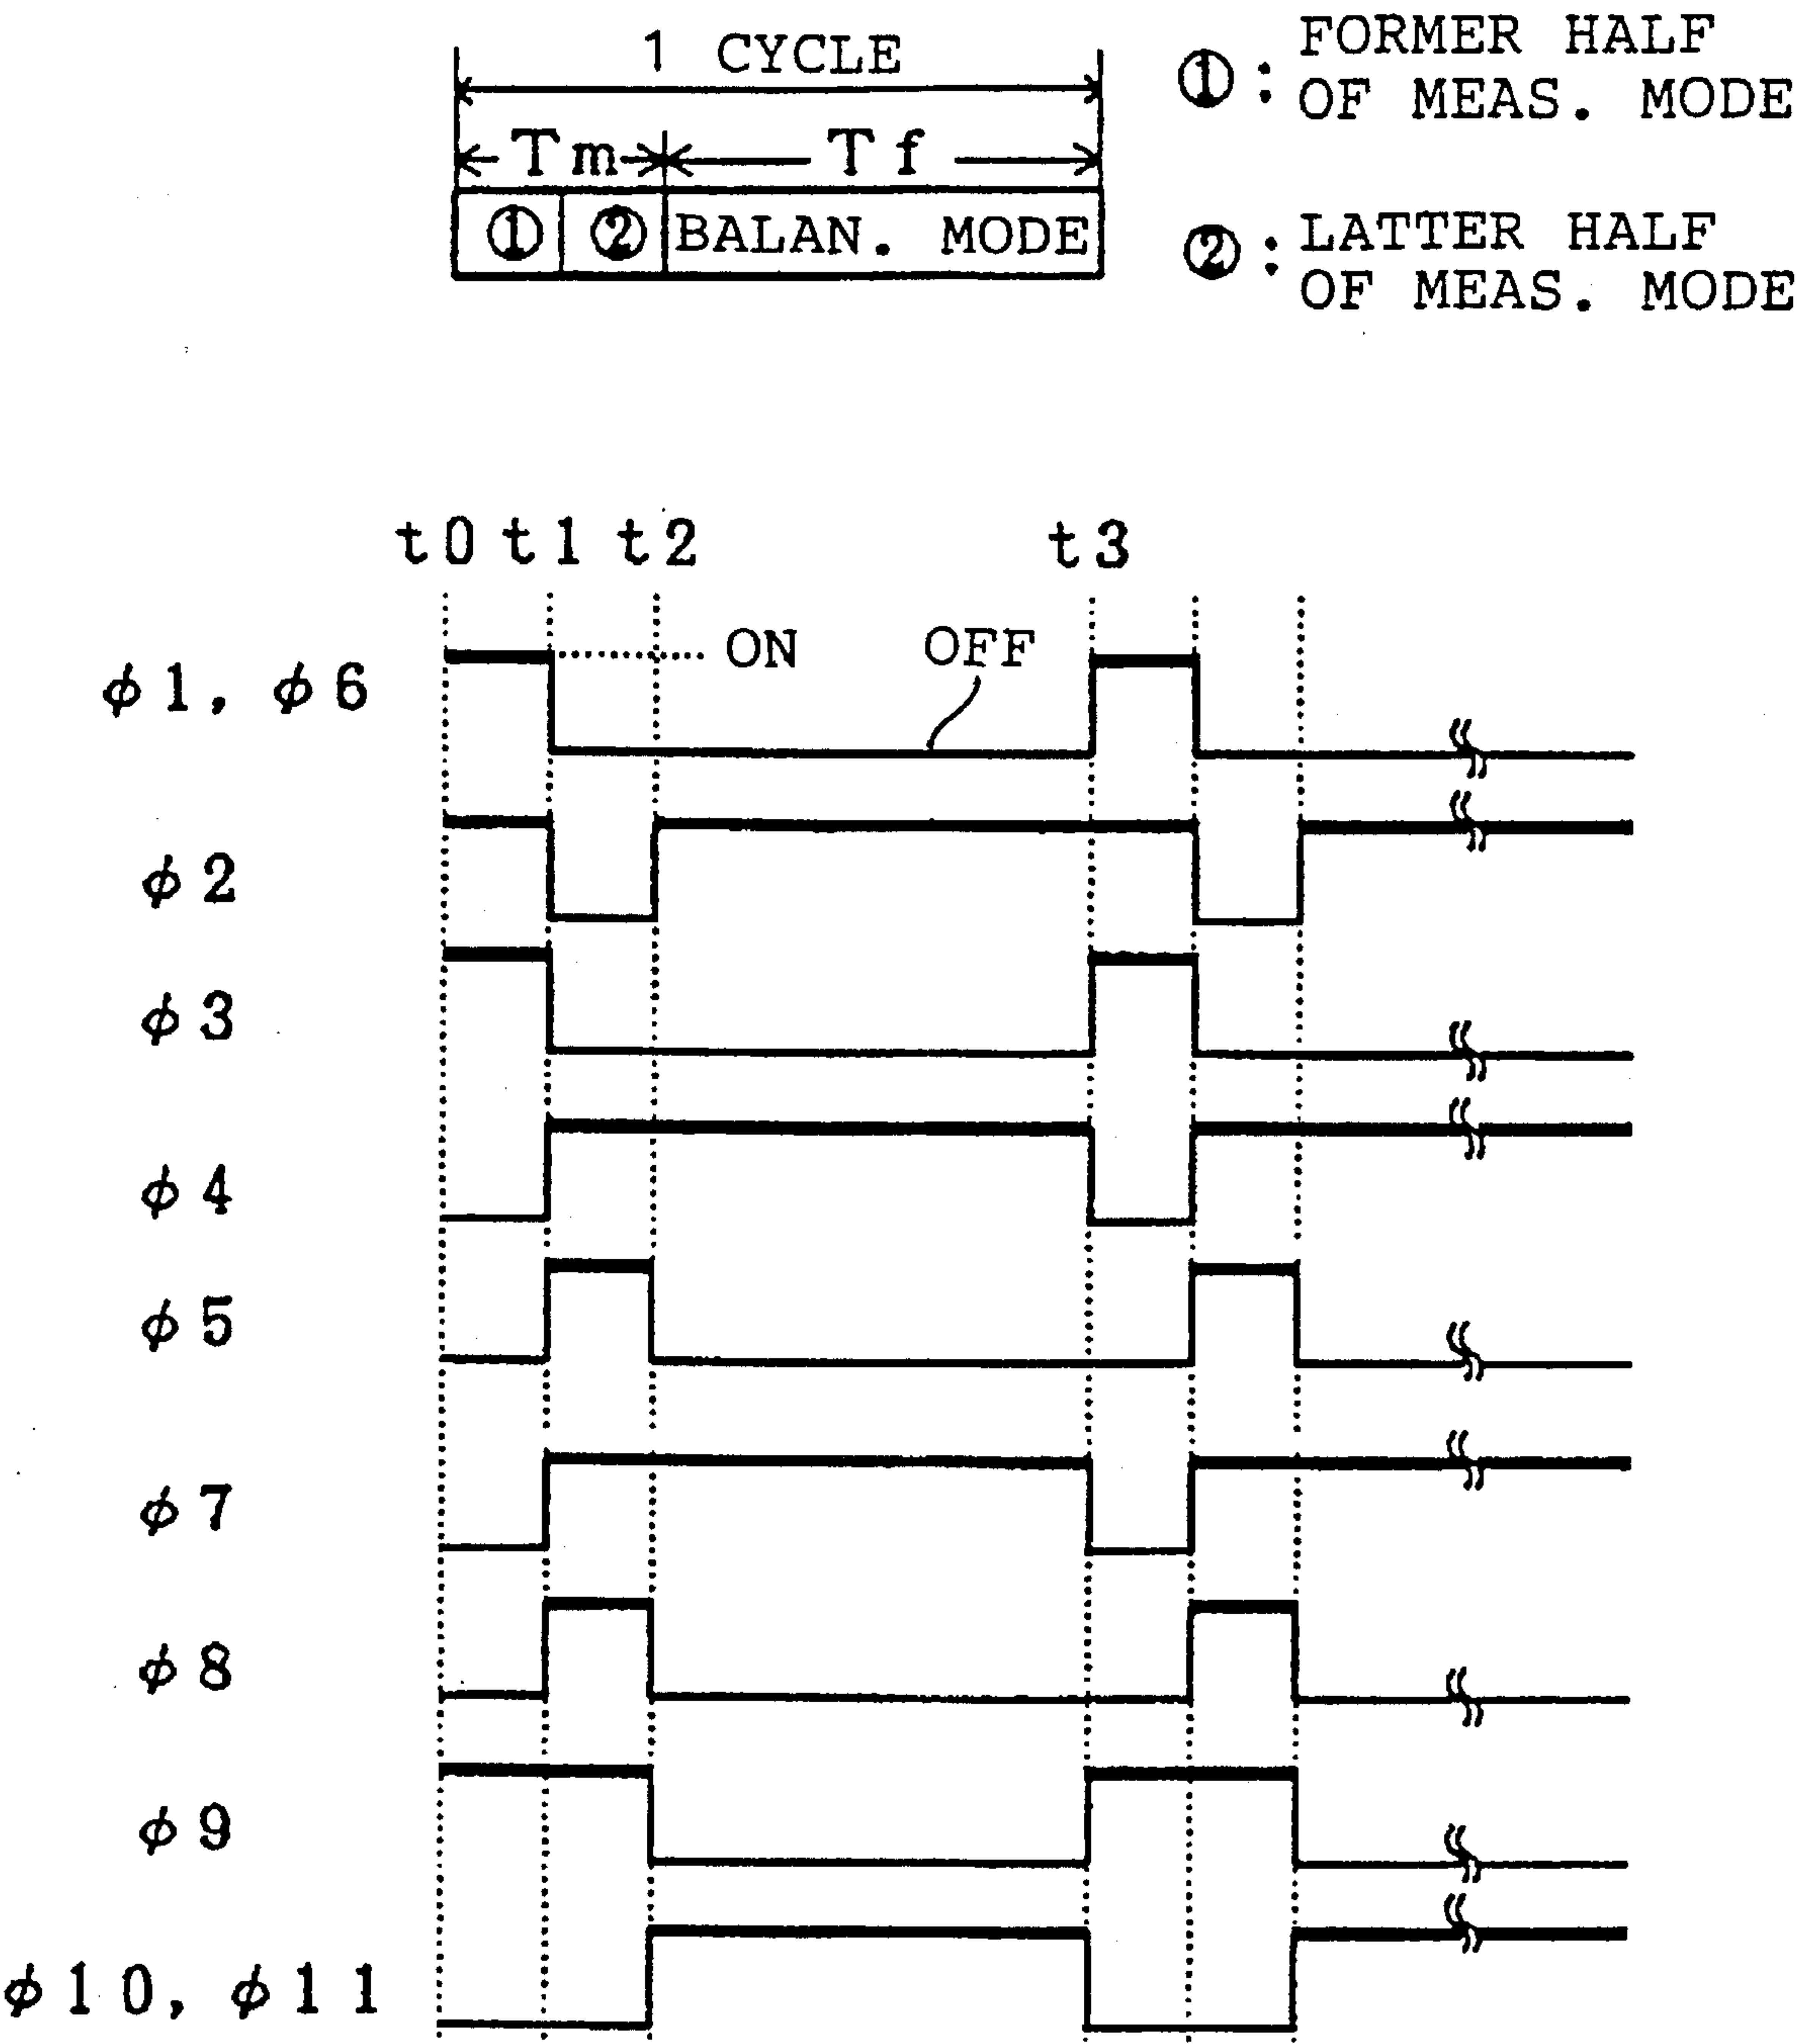 1 CYCLE
Tm Tf
① ② BALAN. MODE
①: FORMER HALF
OF MEAS. MODE
②: LATTER HALF
OF MEAS. MODE
t0 t1 t2 t3
ON OFF
φ1, φ6
φ2
φ3
φ4
φ5
φ7
φ8
φ9
φ10, φ11